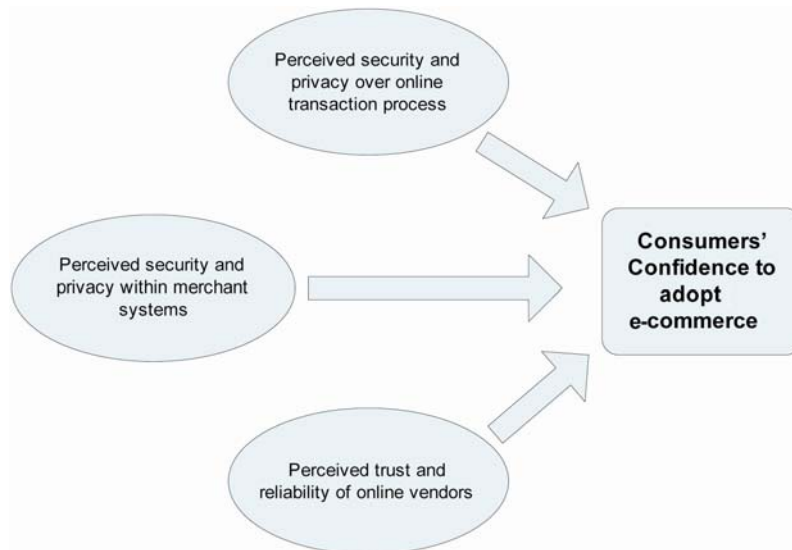 Perceived security and
privacy over online
transaction process
Perceived security and
privacy within merchant
systems
Consumers’
Confidence to
adopt
e-commerce
Perceived trust and
reliability of online vendors